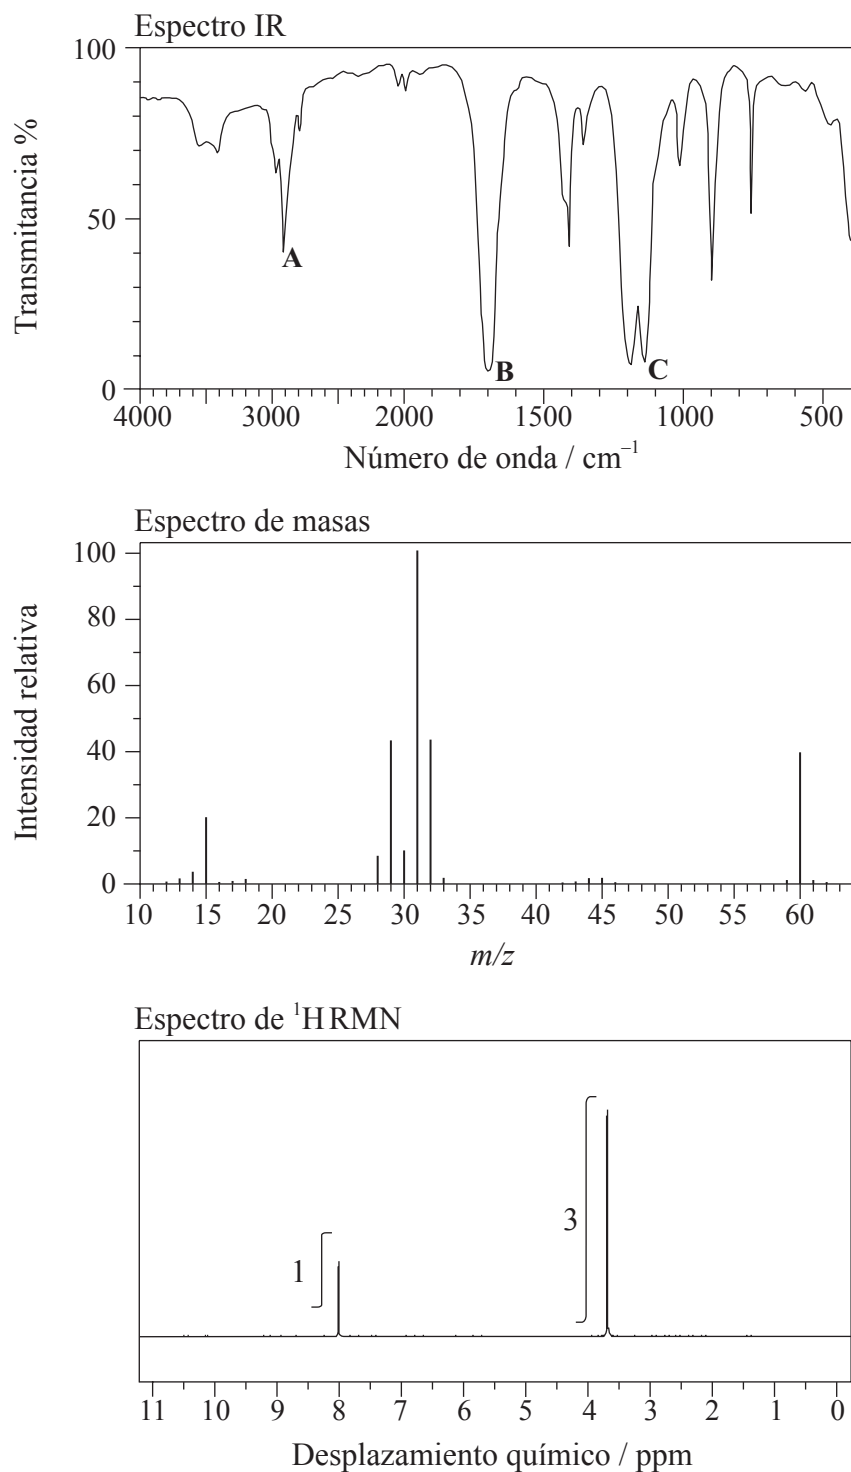 Espectro IR
Transmitancia %
100
50
0
A
B
C
4000 3000 2000 1500 1000 500
Número de onda / cm⁻¹
Espectro de masas
Intensidad relativa
100
80
60
40
20
0
10 15 20 25 30 35 40 45 50 55 60
m/z
Espectro de ¹H RMN
1
3
11 10 9 8 7 6 5 4 3 2 1 0
Desplazamiento químico / ppm